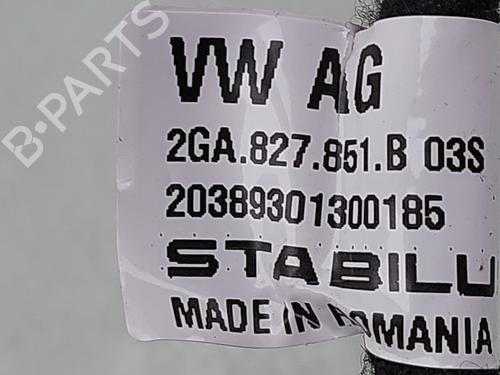 B-PARTS
VW AG
2GA.827.851.B 03S
20389301300185
STABILU
MADE IN ROMANIA